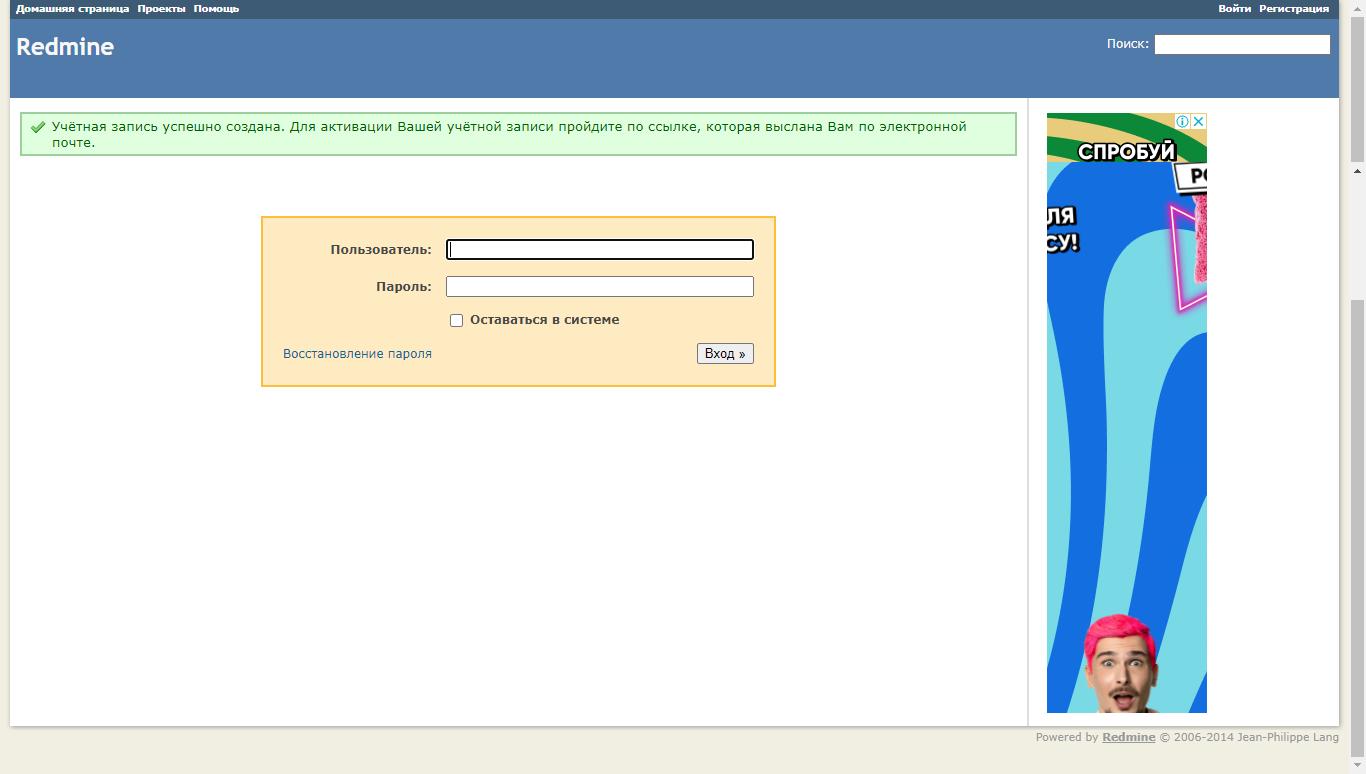 Домашняя страница Проекты Помощь
Войти Регистрация
Redmine
Поиск:
Учётная запись успешно создана. Для активации Вашей учётной записи пройдите по ссылке, которая выслана Вам по электронной
почте.
Пользователь:
Пароль:
Оставаться в системе
Восстановление пароля
Вход »
СПРОБУЙ
РО
ЛЯ
СУ!
Powered by Redmine © 2006-2014 Jean-Philippe Lang